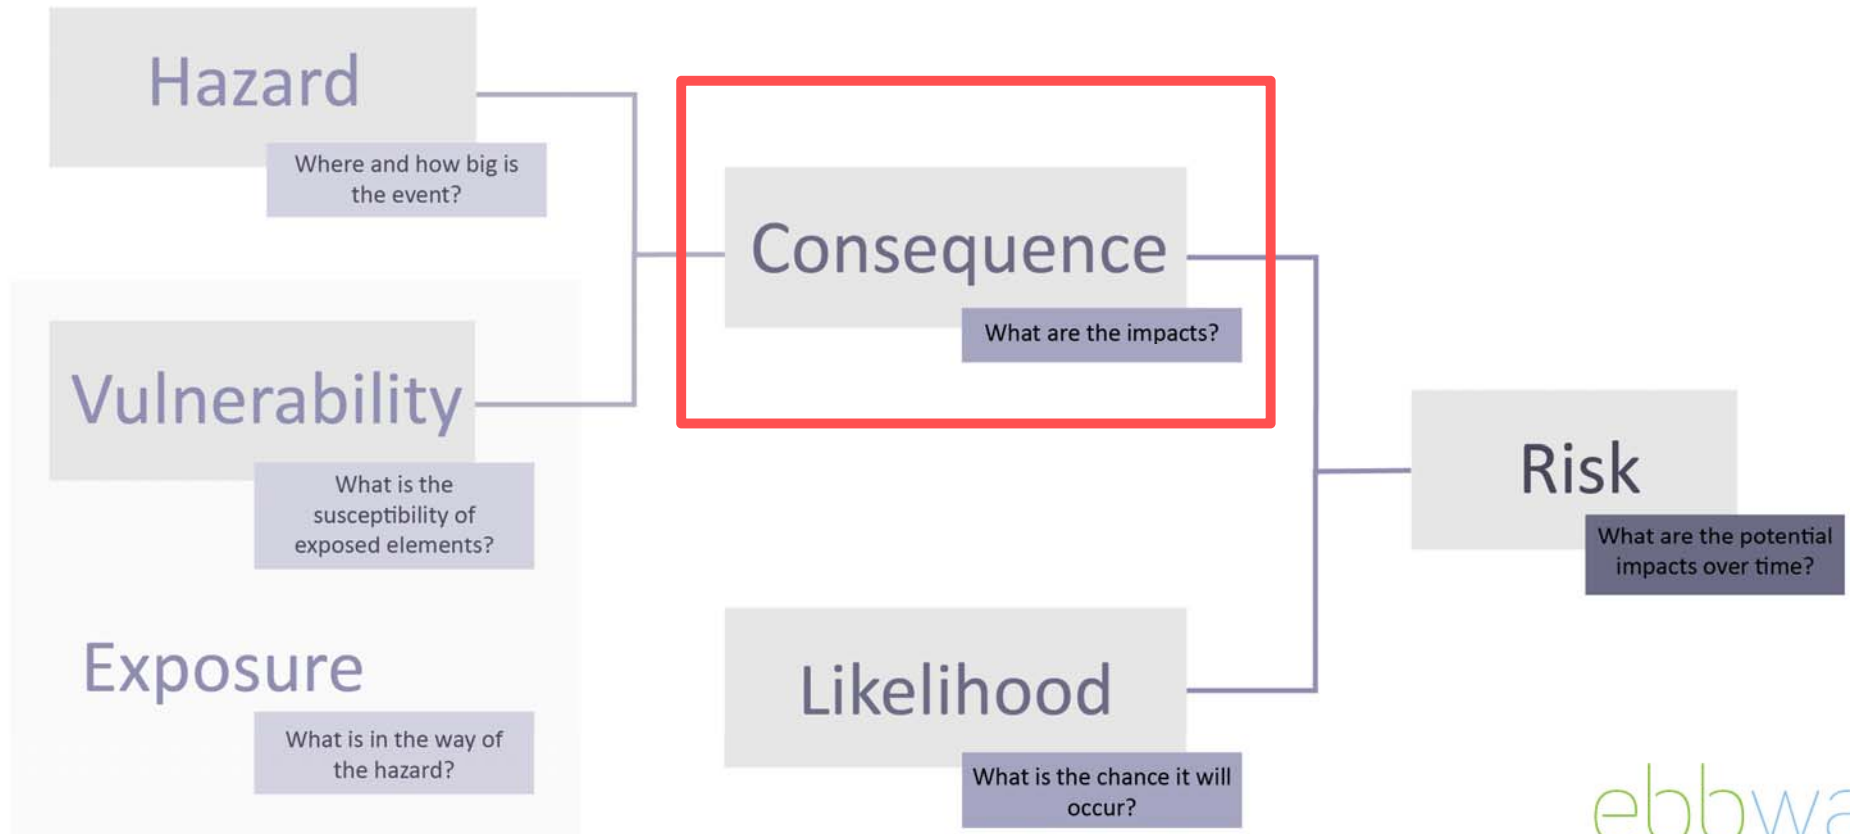 Hazard
Where and how big is
the event?
Vulnerability
What is the
susceptibility of
exposed elements?
Exposure
What is in the way of
the hazard?
Consequence
What are the impacts?
Likelihood
What is the chance it will
occur?
Risk
What are the potential
impacts over time?
ebbwa